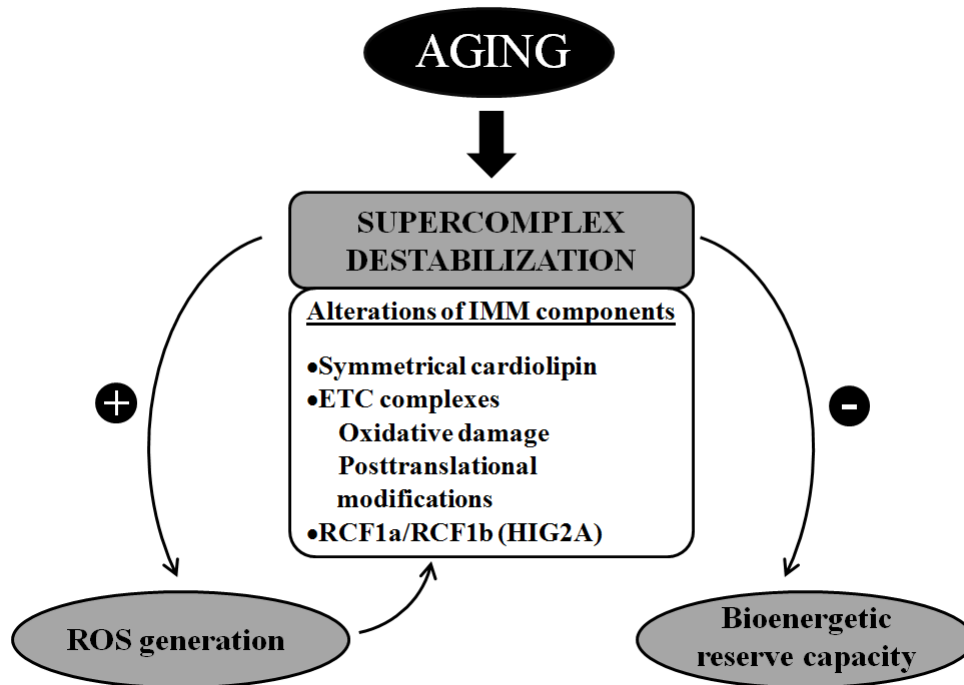 AGING
SUPERCOMPLEX
DESTABILIZATION
Alterations of IMM components
•Symmetrical cardiolipin
•ETC complexes
Oxidative damage
Posttranslational
modifications
•RCF1a/RCF1b (HIG2A)
+
-
ROS generation
Bioenergetic
reserve capacity